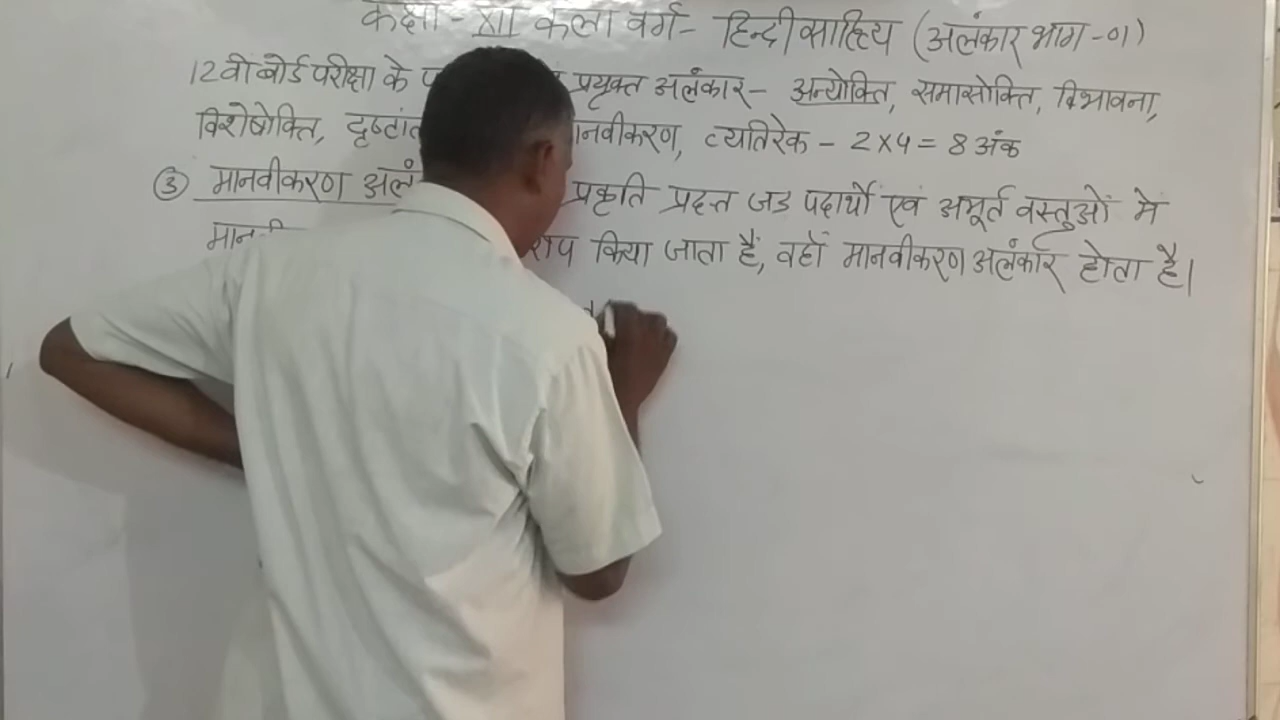 कक्षा - XII कला वर्ग - हिन्दी साहित्य (अलंकार भाग - 01)
12वी बोर्ड परीक्षा के प्रयुक्त अलंकार - अन्योक्ति, समासोक्ति, विभावना,
विशेषोक्ति, दृष्टांत मानवीकरण, व्यतिरेक - 2 x 4 = 8 अंक
③ मानवीकरण अलं प्रकृति प्रदत्त जड़ पदार्थो एवं अमूर्त वस्तुओं मे
किया जाता है, वहाँ मानवीकरण अलंकार होता है।